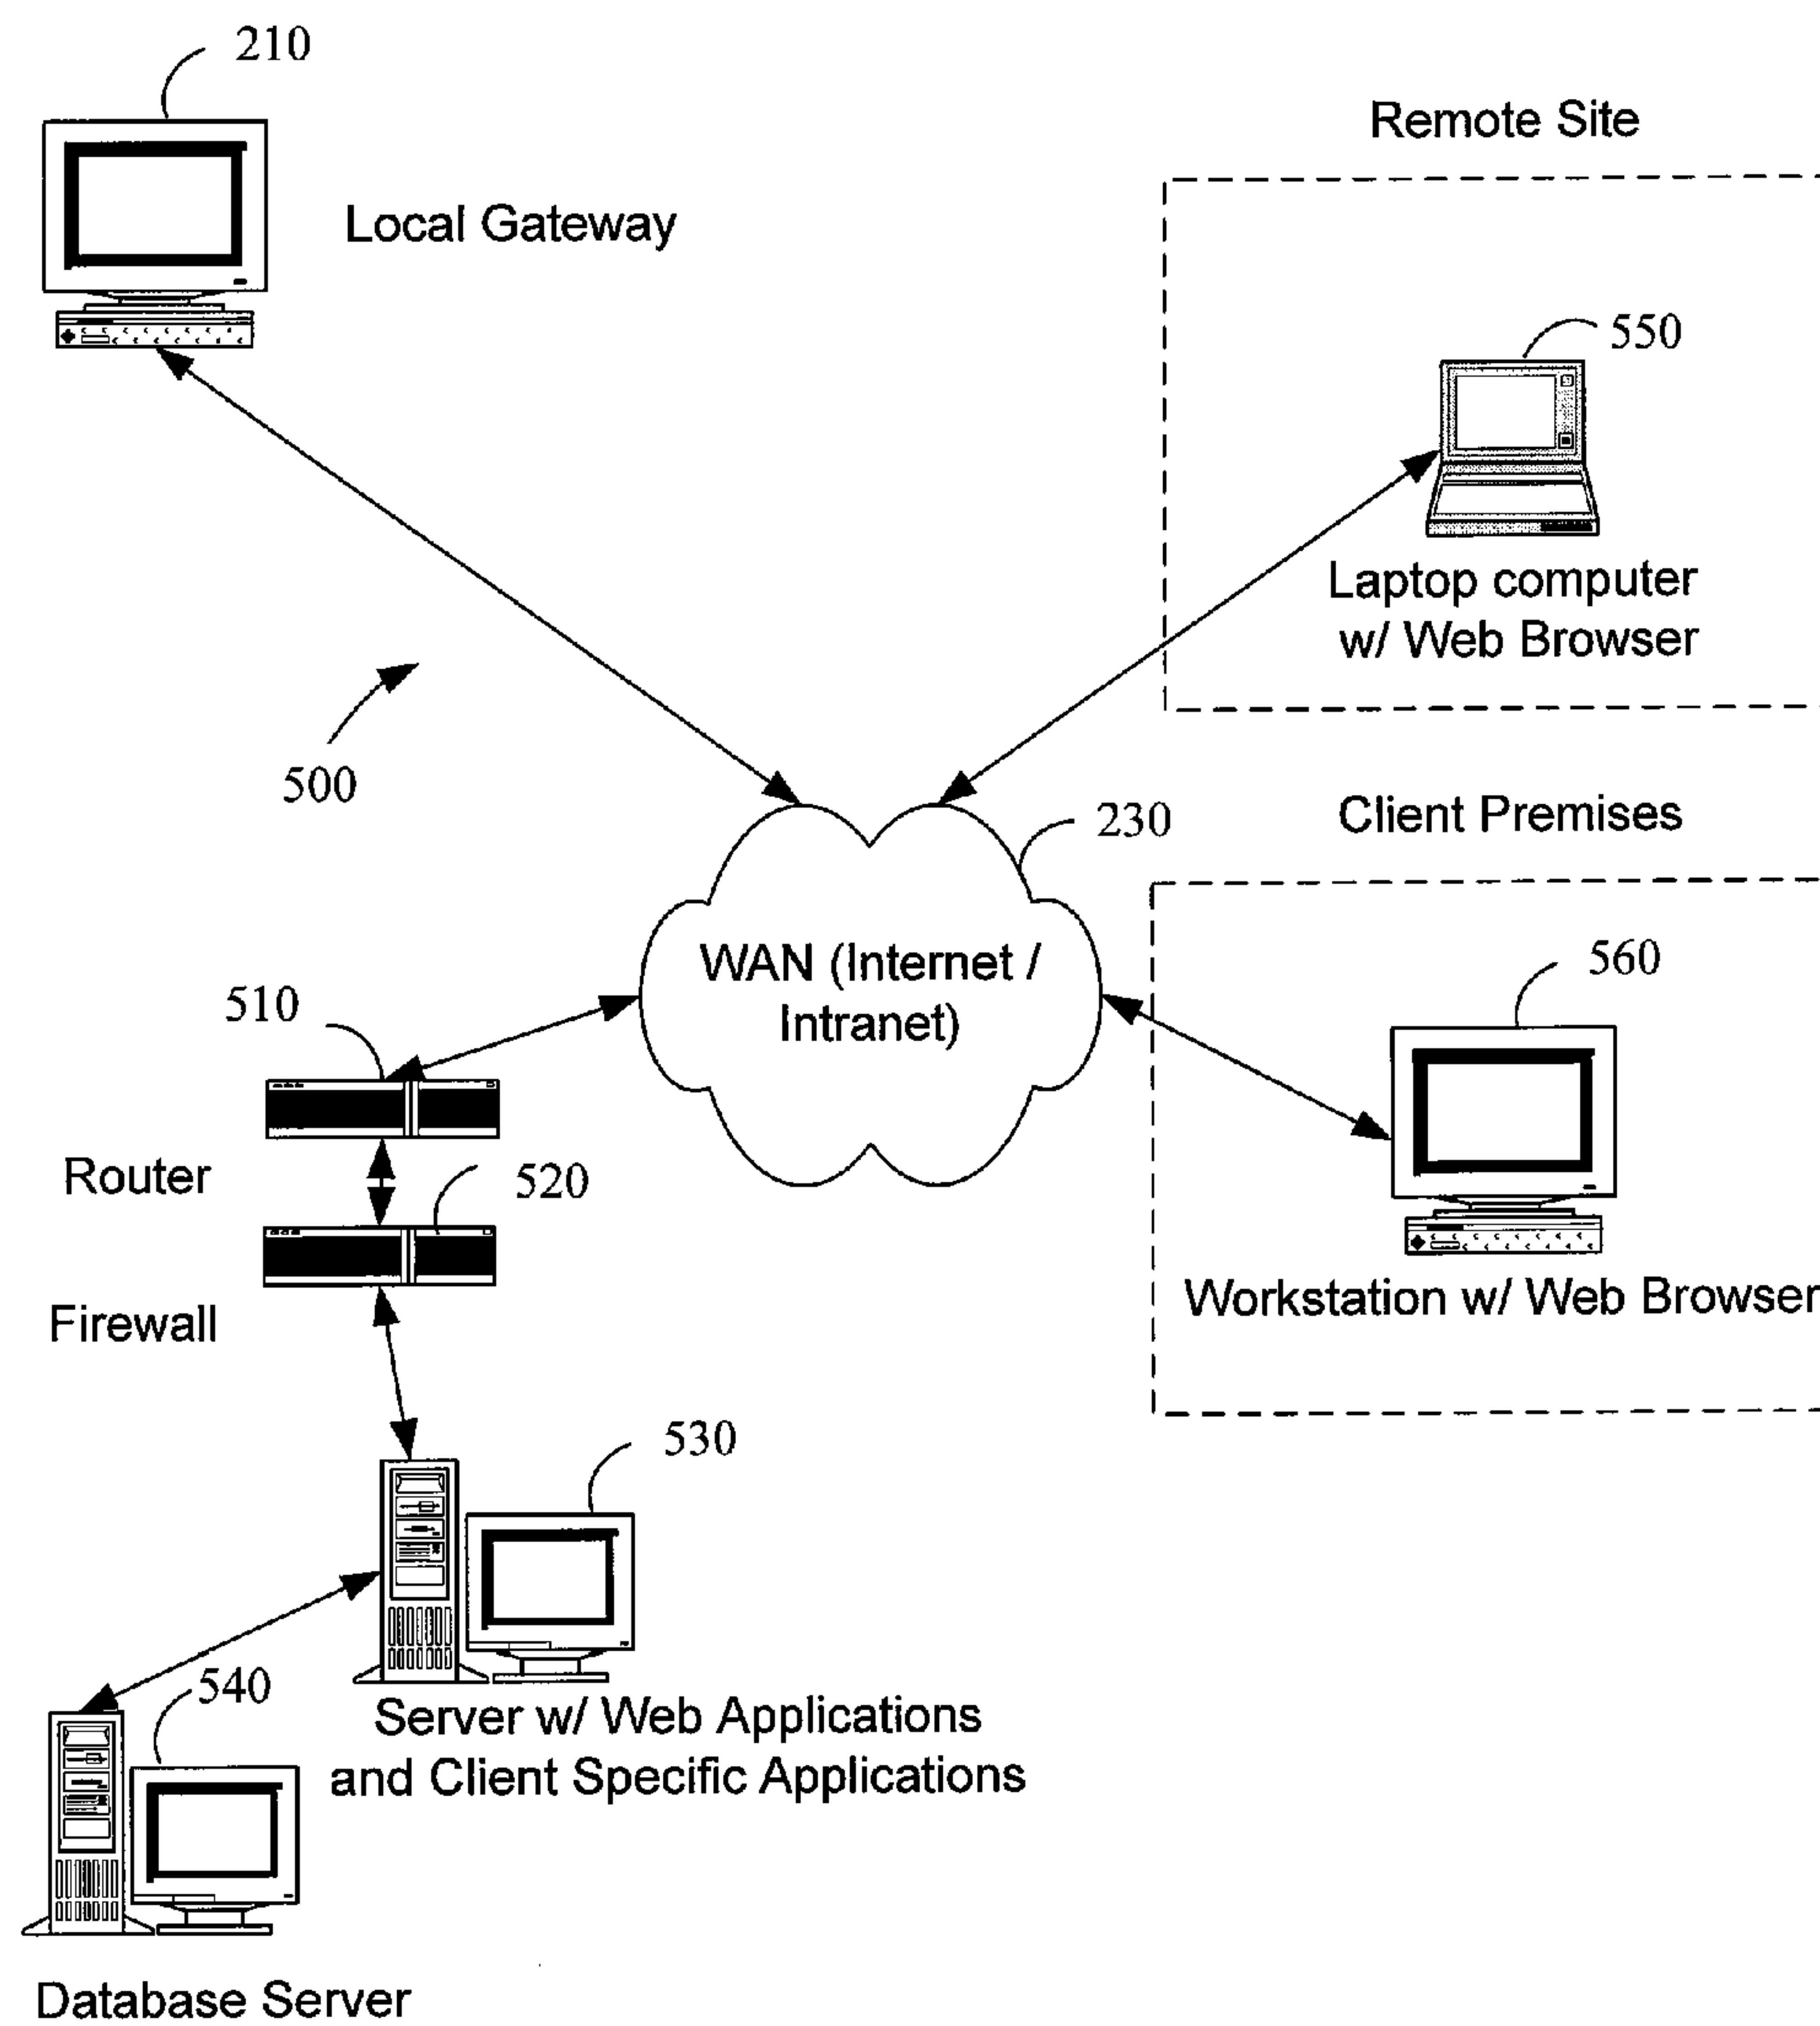 210
Remote Site
Local Gateway
550
Laptop computer
w/ Web Browser
500
Client Premises
230
WAN (Internet /
Intranet)
560
510
Router
520
Workstation w/ Web Browser
Firewall
530
540
Server w/ Web Applications
and Client Specific Applications
Database Server